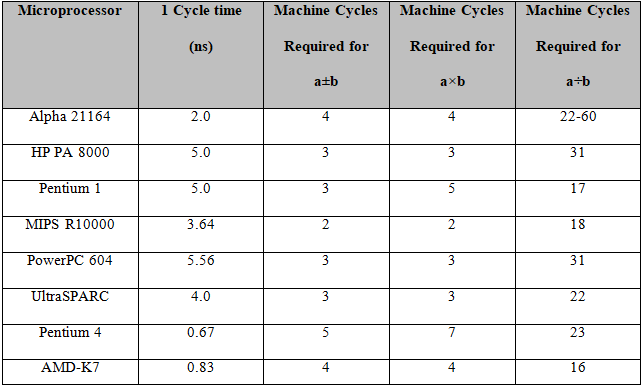 Microprocessor 1 Cycle time (ns) Machine Cycles Required for a±b Machine Cycles Required for a×b Machine Cycles Required for a÷b
Alpha 21164 2.0 4 4 22-60
HP PA 8000 5.0 3 3 31
Pentium 1 5.0 3 5 17
MIPS R10000 3.64 2 2 18
PowerPC 604 5.56 3 3 31
UltraSPARC 4.0 3 3 22
Pentium 4 0.67 5 7 23
AMD-K7 0.83 4 4 16